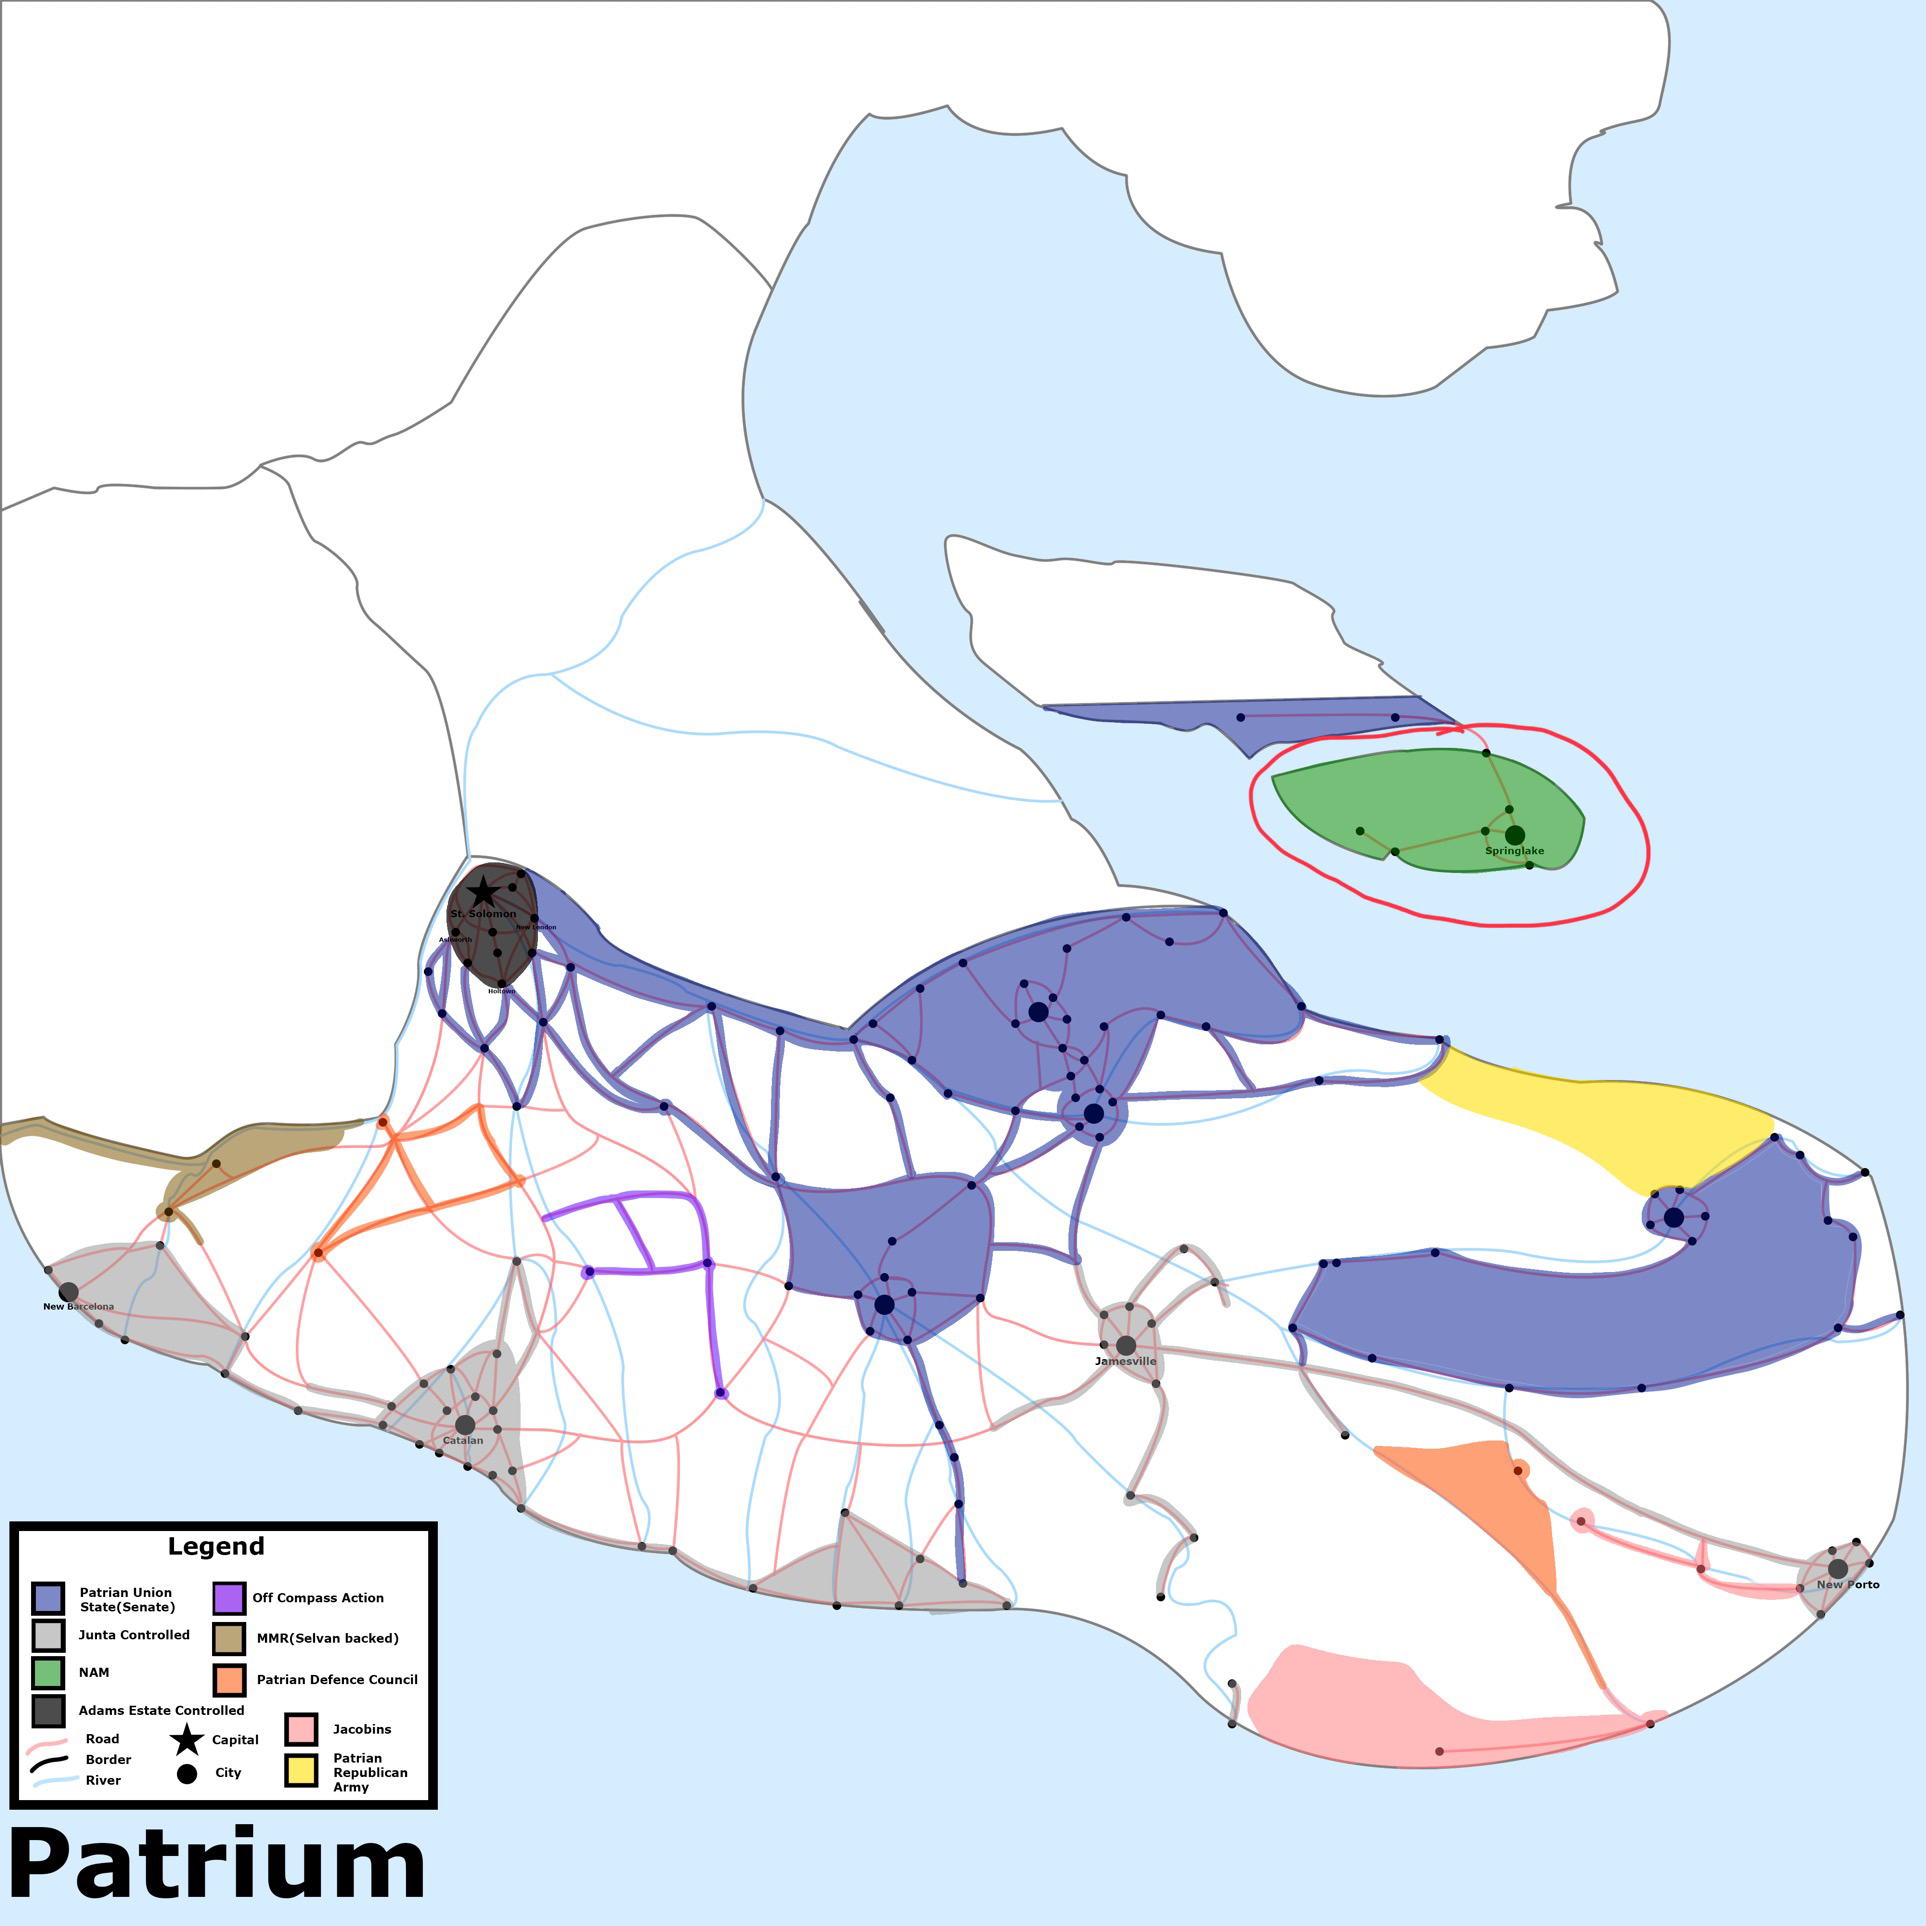 Springlake
St. Solomon
New London
Ashworth
Holtown
New Barcelona
Jamesville
Catalan
New Porto
Legend
Patrian Union
State(Senate)
Off Compass Action
Junta Controlled
MMR(Selvan backed)
NAM
Patrian Defence Council
Adams Estate Controlled
Road
Capital
Jacobins
Border
River
City
Patrian
Republican
Army
Patrium